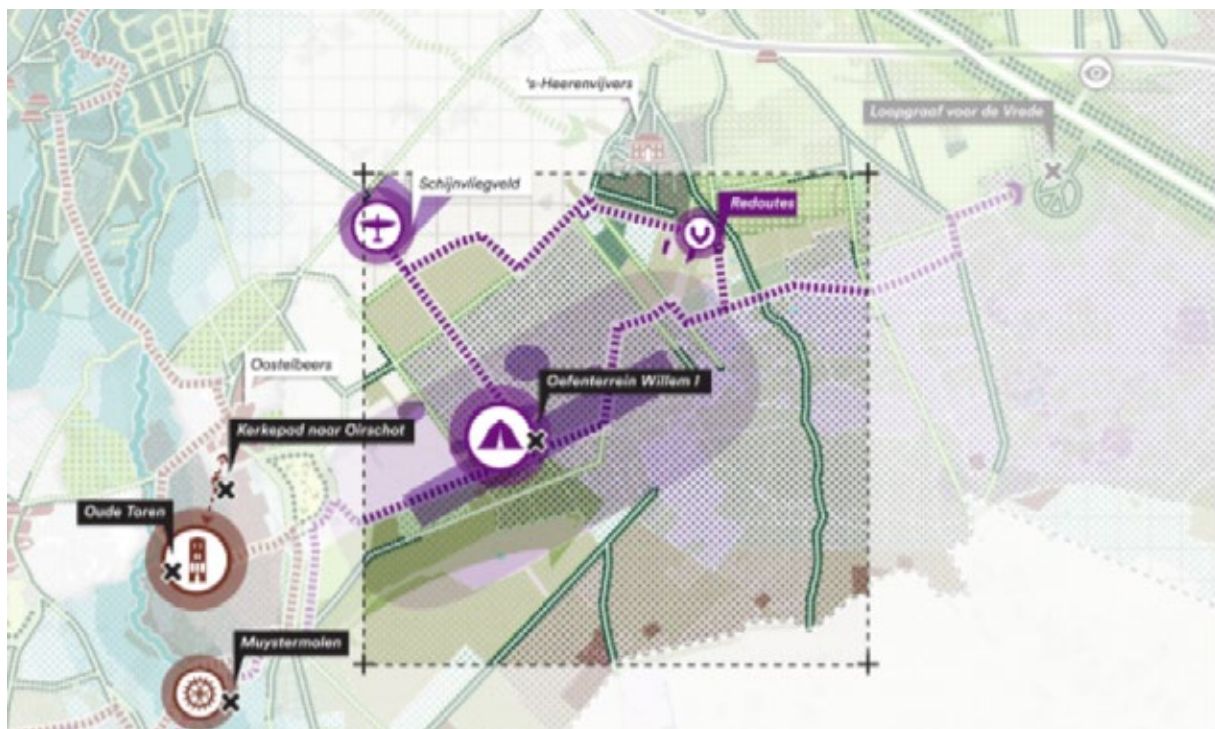 's-Heerenvijvers
Loopgraaf voor de Vrede
Schijnvliegveld
Redoutes
Oostelbeers
Oefenterrein Willem I
Kerkepad naar Oirschot
Oude Toren
Muystermolen